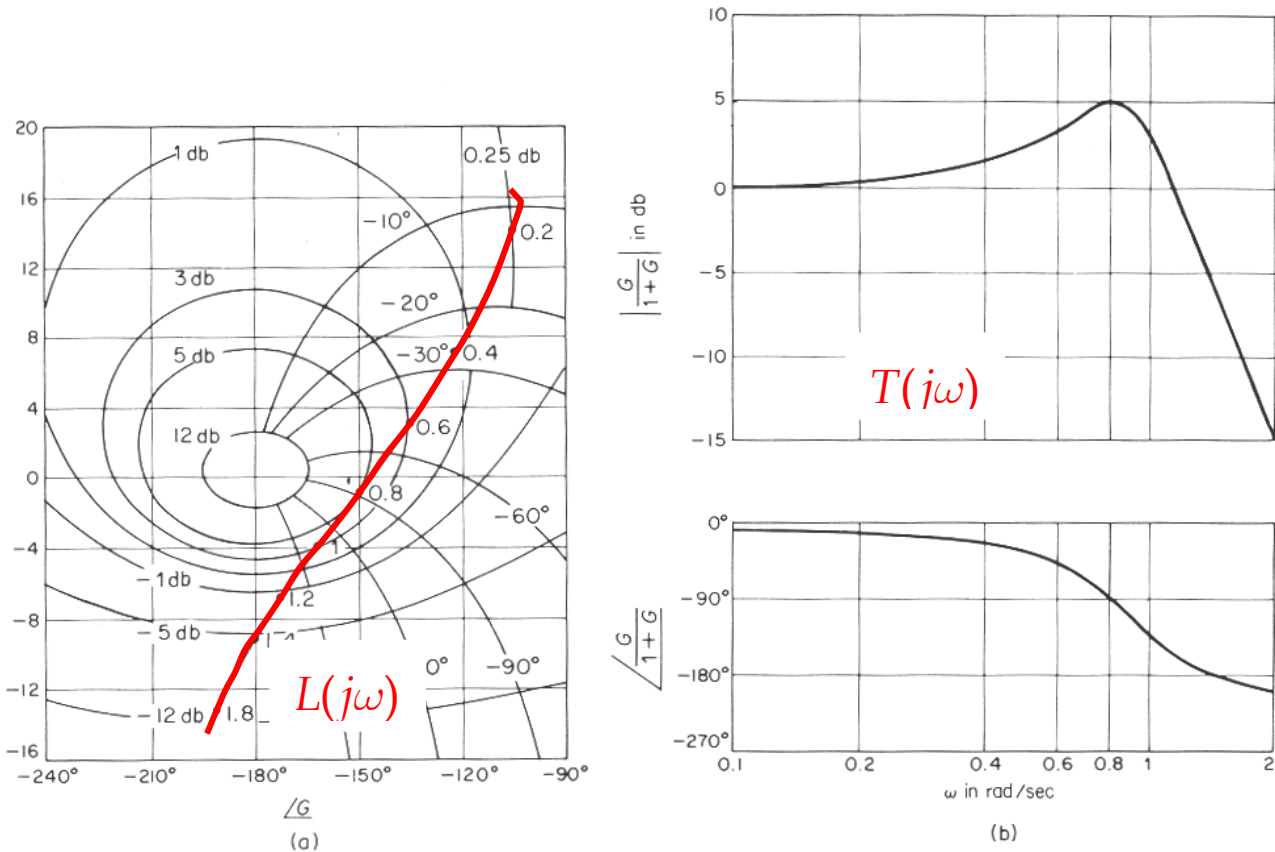 20
16
12
8
4
0
−4
−8
−12
−16
−240°
−210°
−180°
−150°
−120°
−90°
1 db
0.25 db
−10°
0.2
3 db
−20°
5 db
−30°
0.4
12 db
0.6
0.8
−60°
1
−1 db
1.2
−5 db
0°
−90°
L(jω)
−12 db
1.8
/G
(a)
10
5
0
−5
−10
−15
|G/1 + G| in db
T(jω)
0°
−90°
−180°
−270°
/G/1 + G
0.1
0.2
0.4
0.6
0.8
1
2
ω in rad/sec
(b)